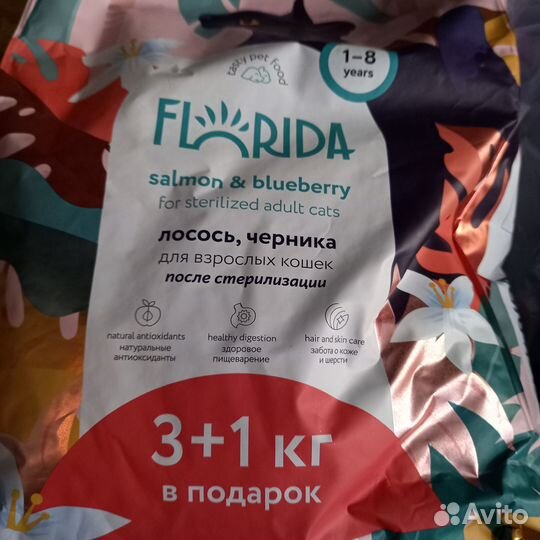 tasty pet food
1–8
years
FLORIDA
salmon & blueberry
for sterilized adult cats
лосось, черника
для взрослых кошек
после стерилизации
natural antioxidants
натуральные
антиоксиданты
healthy digestion
здоровое
пищеварение
hair and skin care
забота о коже
и шерсти
3+1 кг
в подарок
Avito